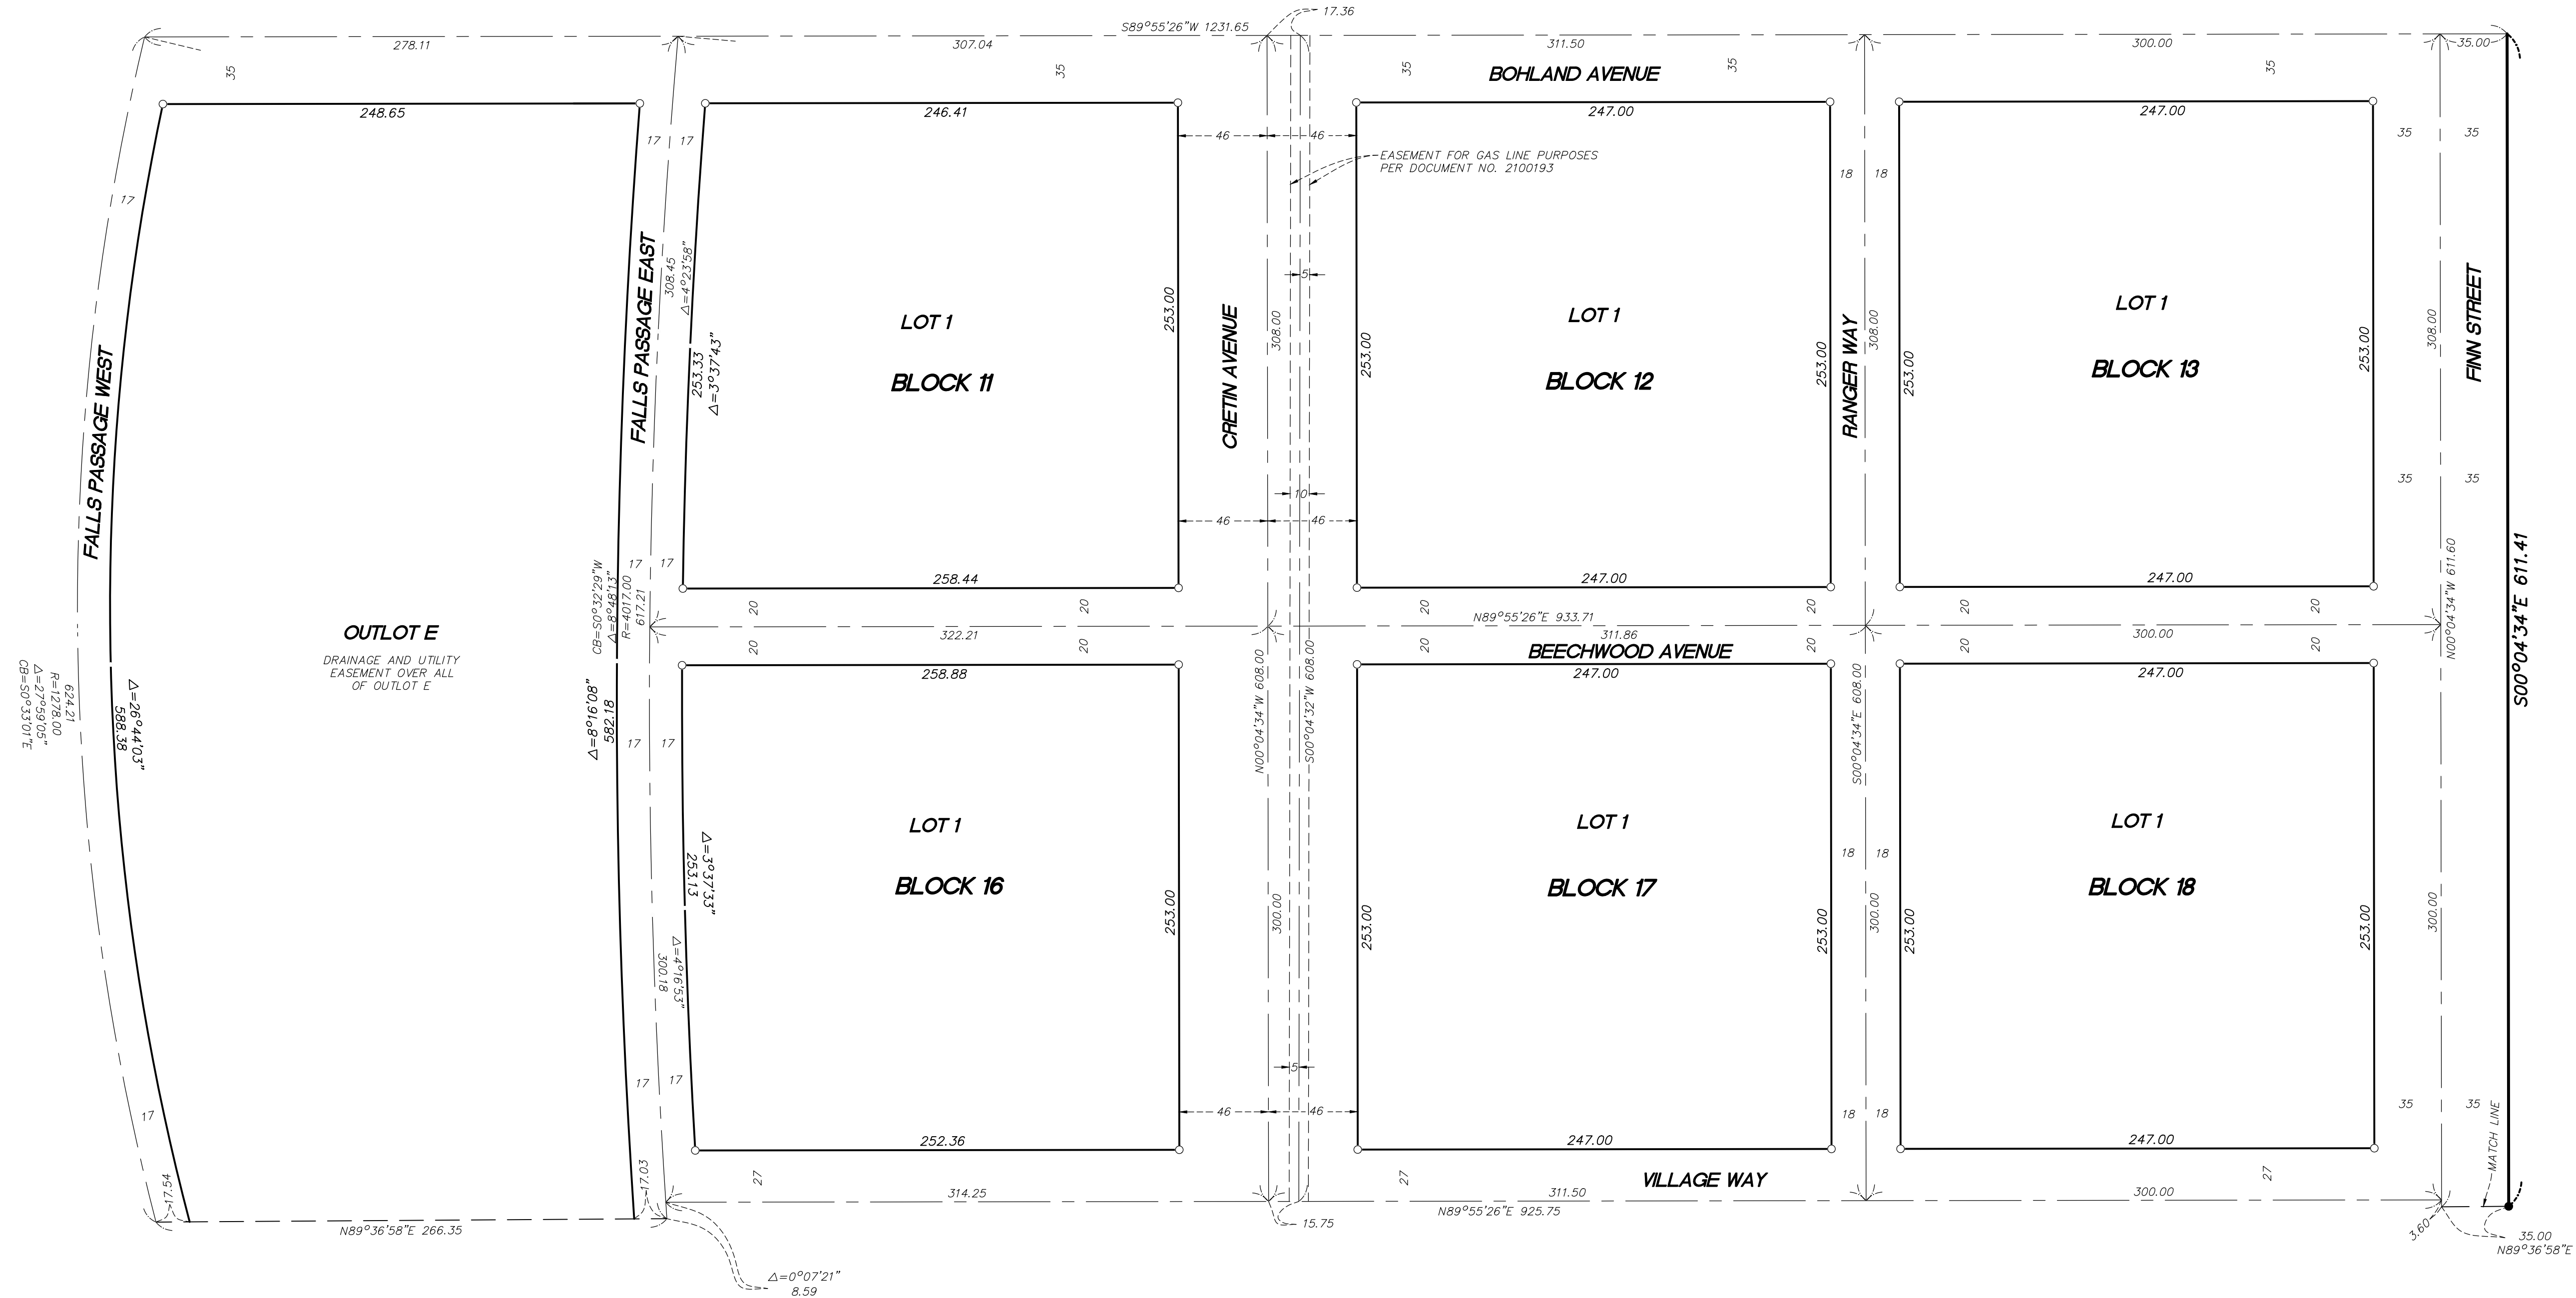 17.36
S89°55'26"W 1231.65
278.11
307.04
311.50
300.00
35.00
35
35
35
BOHLAND AVENUE
35
35
248.65
246.41
247.00
247.00
17
17
46
46
18
18
35
35
EASEMENT FOR GAS LINE PURPOSES
PER DOCUMENT NO. 2100193
17
FALLS PASSAGE WEST
FALLS PASSAGE EAST
308.45
△=4°23'58"
253.33
△=3°37'43"
LOT 1
BLOCK 11
253.00
CRETIN AVENUE
308.00
5
10
253.00
LOT 1
BLOCK 12
253.00
RANGER WAY
308.00
253.00
LOT 1
BLOCK 13
253.00
308.00
FINN STREET
35
35
46
46
17
17
258.44
247.00
247.00
CB=S0°32'29"W
△=8°48'13"
R=4017.00
617.21
20
20
20
20
20
20
N89°55'26"E 933.71
322.21
311.86
300.00
20
20
20
20
20
20
BEECHWOOD AVENUE
N00°04'34"W 611.60
S00°04'34"E 611.41
OUTLOT E
DRAINAGE AND UTILITY
EASEMENT OVER ALL
OF OUTLOT E
258.88
247.00
247.00
624.21
R=1278.00
△=27°59'05"
CB=S0°33'01"E
△=26°44'03"
588.38
△=8°16'08"
582.18
17
17
N00°04'34"W 608.00
S00°04'32"W 608.00
S00°04'34"E 608.00
△=3°37'33"
253.13
LOT 1
BLOCK 16
253.00
300.00
253.00
LOT 1
BLOCK 17
253.00
18
18
300.00
253.00
LOT 1
BLOCK 18
253.00
300.00
△=4°16'53"
300.18
17
17
17
5
46
46
18
18
35
35
MATCH LINE
252.36
247.00
247.00
17.54
17.03
27
27
VILLAGE WAY
27
314.25
311.50
300.00
N89°55'26"E 925.75
N89°36'58"E 266.35
15.75
3.60
35.00
N89°36'58"E
△=0°07'21"
8.59